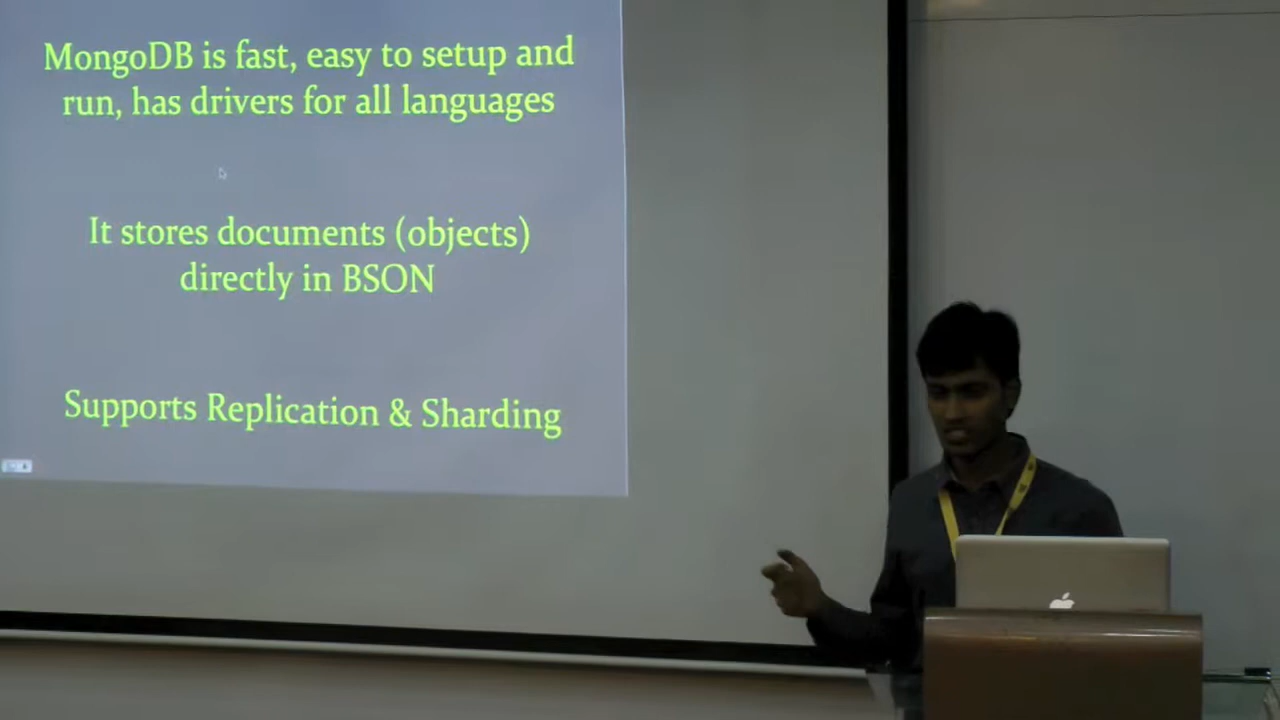 MongoDB is fast, easy to setup and
run, has drivers for all languages
It stores documents (objects)
directly in BSON
Supports Replication & Sharding